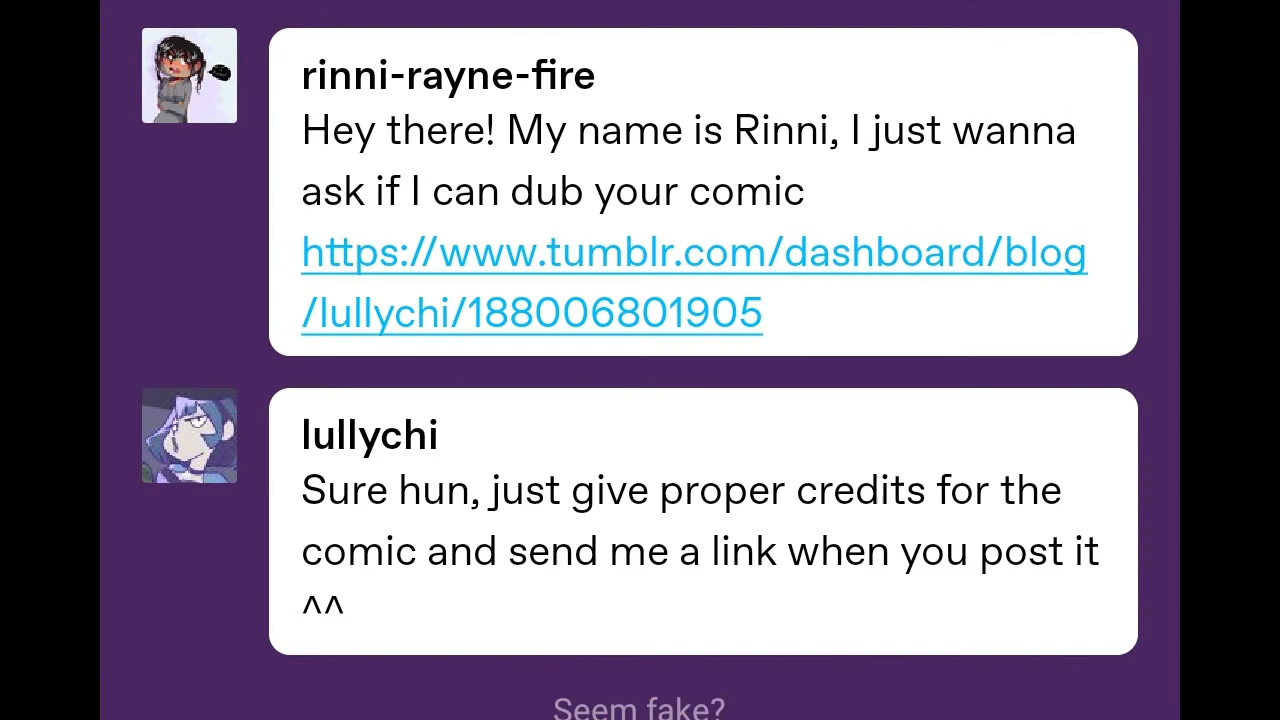 rinni-rayne-fire
Hey there! My name is Rinni, I just wanna
ask if I can dub your comic
https://www.tumblr.com/dashboard/blog
/lullychi/188006801905
lullychi
Sure hun, just give proper credits for the
comic and send me a link when you post it
^^
Seem fake?